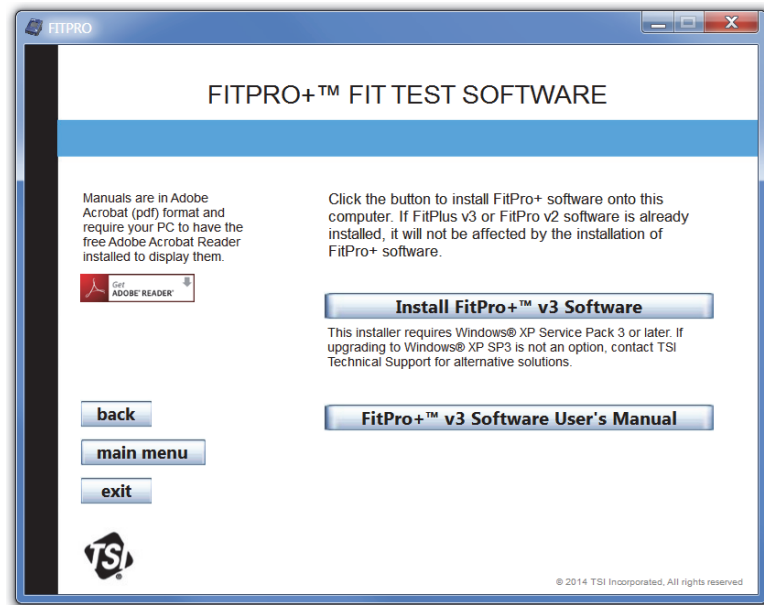 FITPRO
FITPRO+™ FIT TEST SOFTWARE
Manuals are in Adobe
Acrobat (pdf) format and
require your PC to have the
free Adobe Acrobat Reader
installed to display them.
Get
ADOBE® READER®
back
main menu
exit
TSI
Click the button to install FitPro+ software onto this
computer. If FitPlus v3 or FitPro v2 software is already
installed, it will not be affected by the installation of
FitPro+ software.
Install FitPro+™ v3 Software
This installer requires Windows® XP Service Pack 3 or later. If
upgrading to Windows® XP SP3 is not an option, contact TSI
Technical Support for alternative solutions.
FitPro+™ v3 Software User's Manual
© 2014 TSI Incorporated, All rights reserved